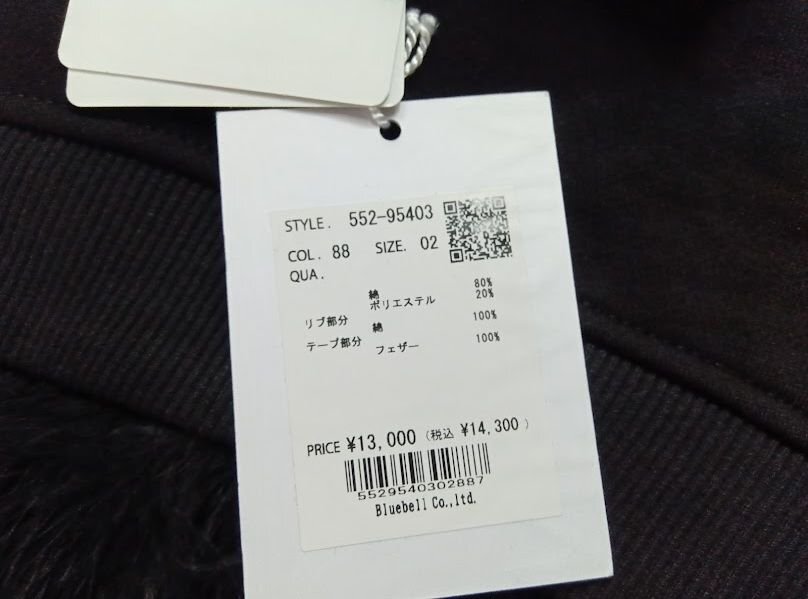 STYLE. 552-95403
COL. 88 SIZE. 02
QUA.
綿 80%
ポリエステル 20%
リブ部分 綿 100%
テープ部分 フェザー 100%
PRICE ¥13,000 (税込 ¥14,300 )
5529540302887
Bluebell Co.,ltd.